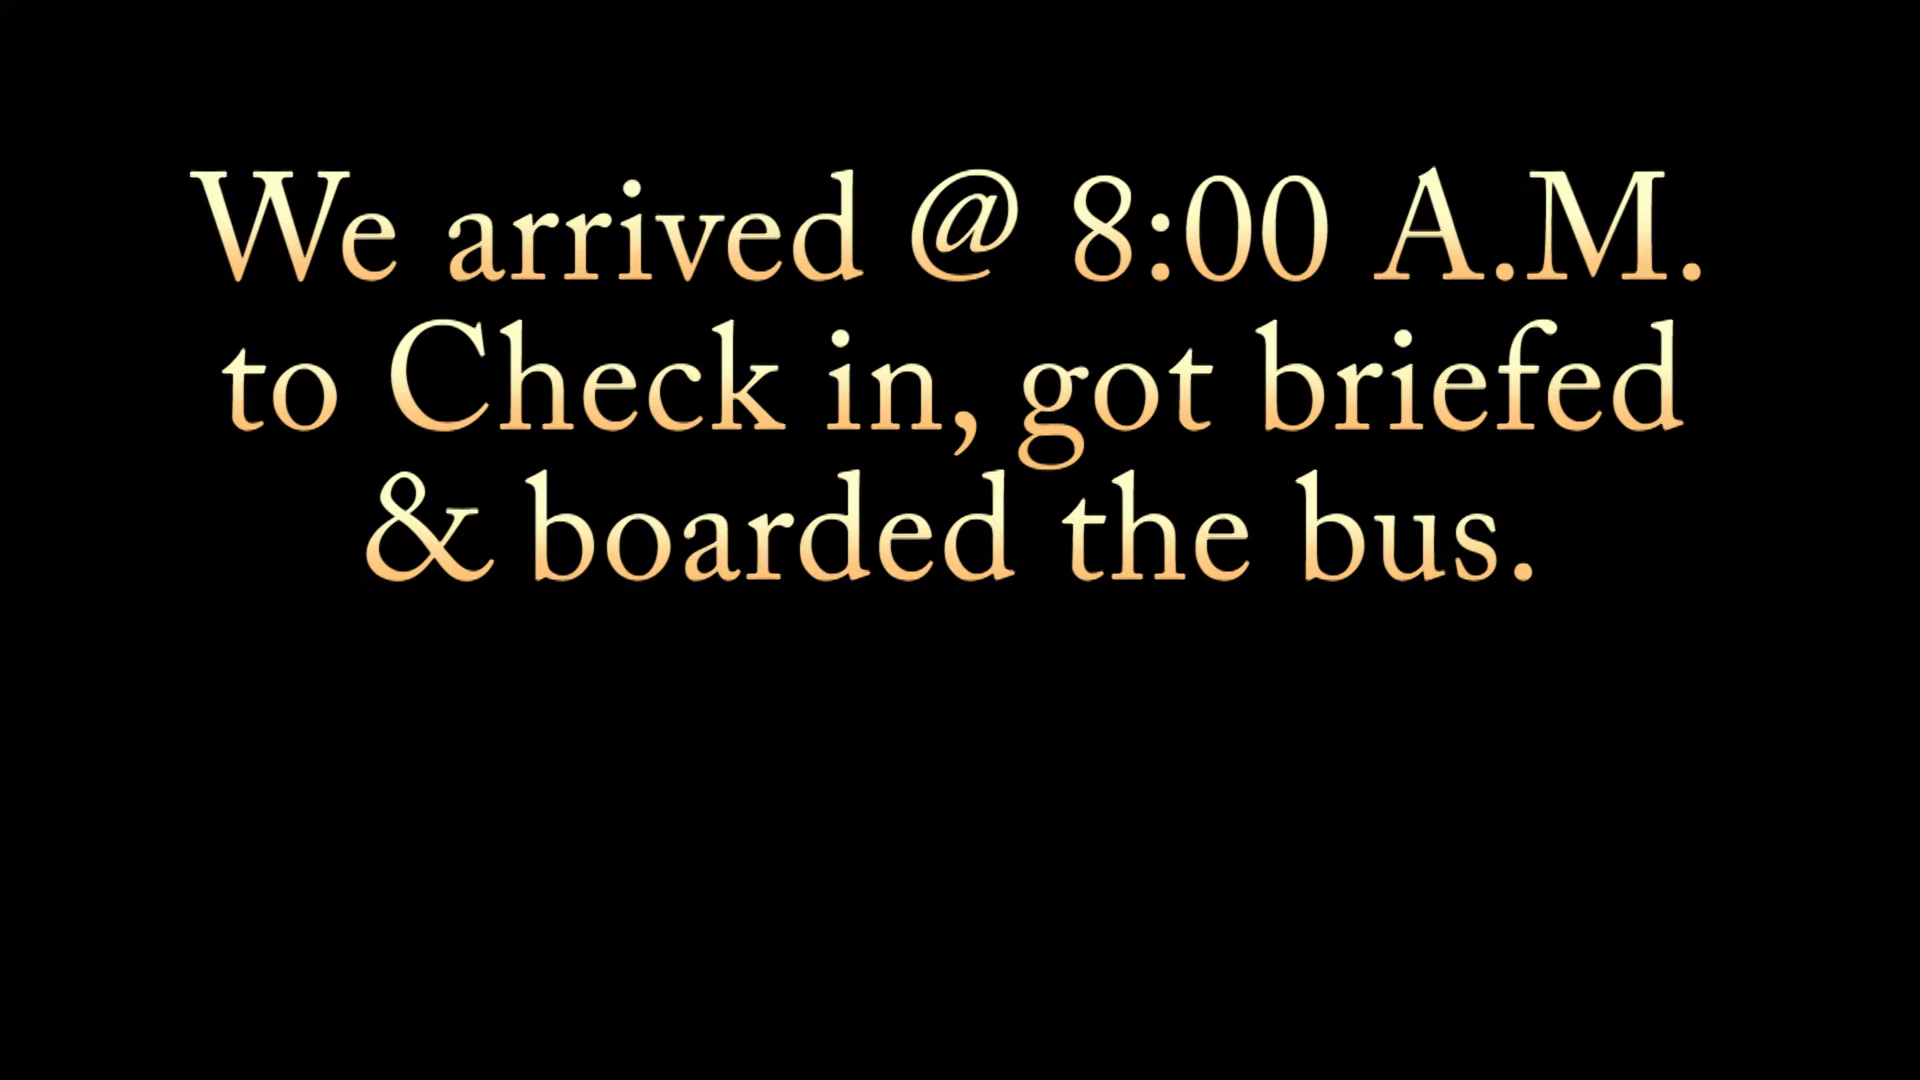 We arrived @ 8:00 A.M.
to Check in, got briefed
& boarded the bus.